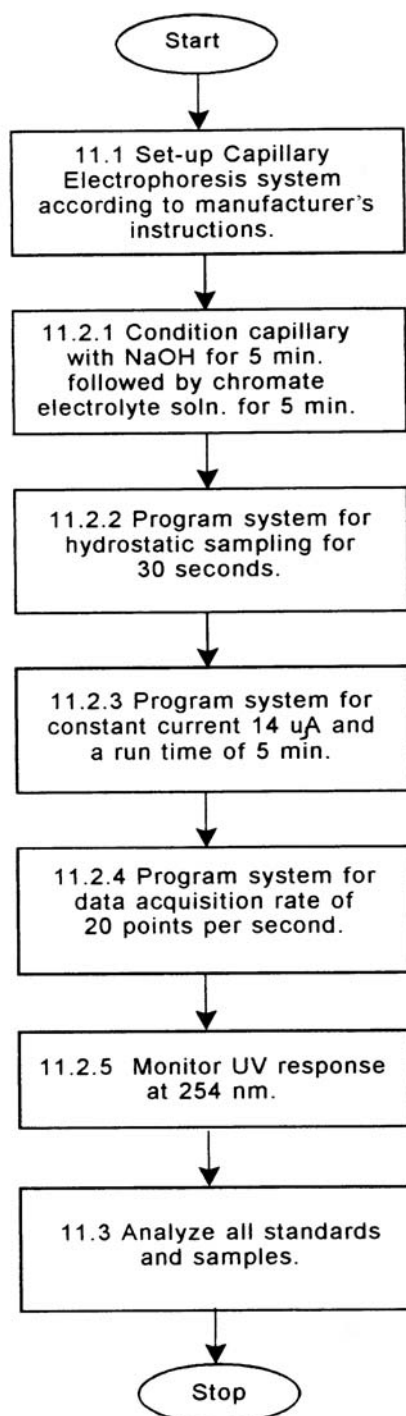 Start
11.1 Set-up Capillary
Electrophoresis system
according to manufacturer's
instructions.
11.2.1 Condition capillary
with NaOH for 5 min.
followed by chromate
electrolyte soln. for 5 min.
11.2.2 Program system for
hydrostatic sampling for
30 seconds.
11.2.3 Program system for
constant current 14 uA and
a run time of 5 min.
11.2.4 Program system for
data acquisition rate of
20 points per second.
11.2.5 Monitor UV response
at 254 nm.
11.3 Analyze all standards
and samples.
Stop